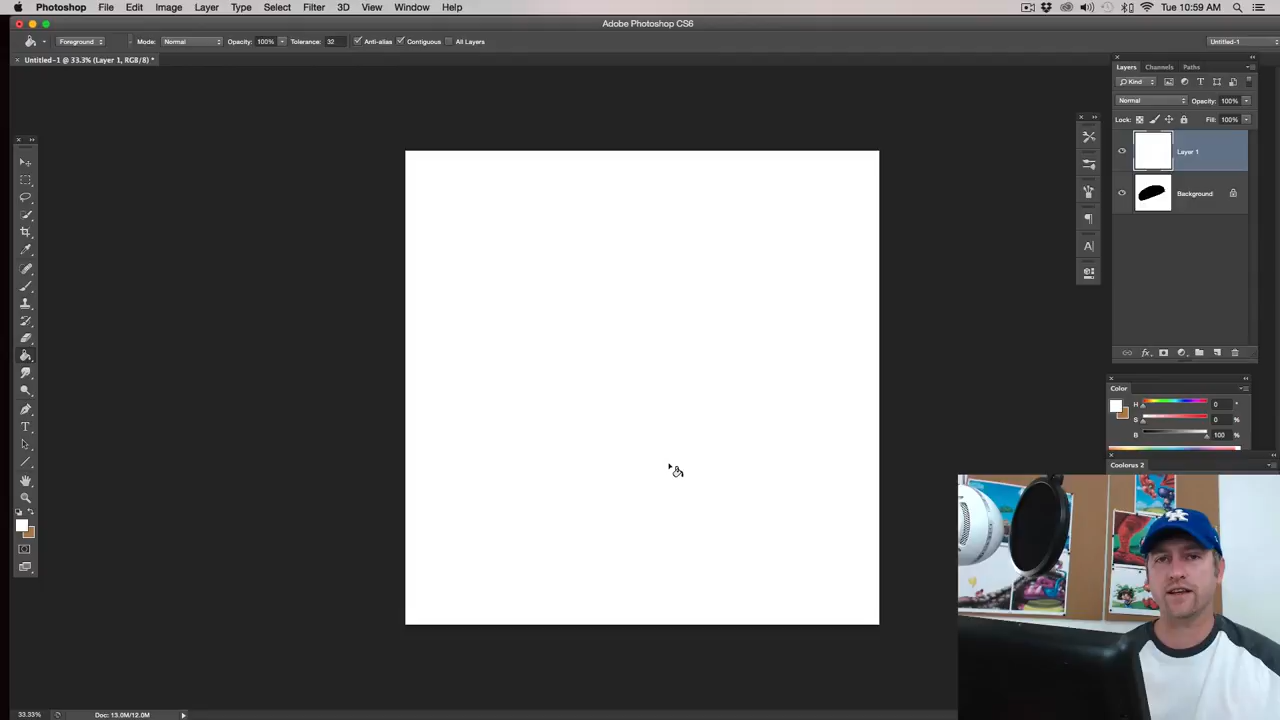 Photoshop File Edit Image Layer Type Select Filter 3D View Window Help Tue 10:59 AM
Adobe Photoshop CS6
Foreground Mode: Normal Opacity: 100% Tolerance: 32 Anti-alias Contiguous All Layers Untitled-1
Untitled-1 @ 33.3% (Layer 1, RGB/8) *
Layers Channels Paths
Kind
Normal Opacity: 100%
Lock: Fill: 100%
Layer 1
Background
Color
H 0 °
S 0 %
B 100 %
Coolorus 2
33.33% Doc: 13.0M/12.0M